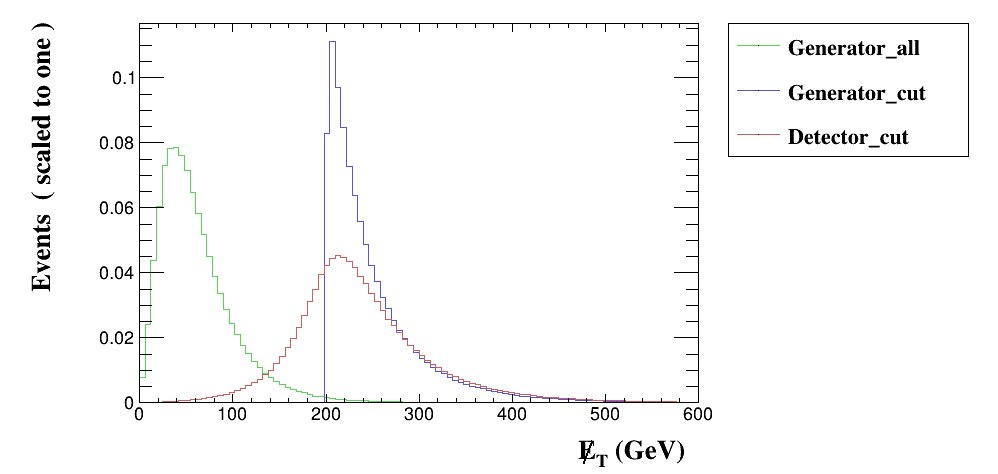 Events ( scaled to one )
0.1
0.08
0.06
0.04
0.02
0
0 100 200 300 400 500 600
E̸T (GeV)
Generator_all
Generator_cut
Detector_cut